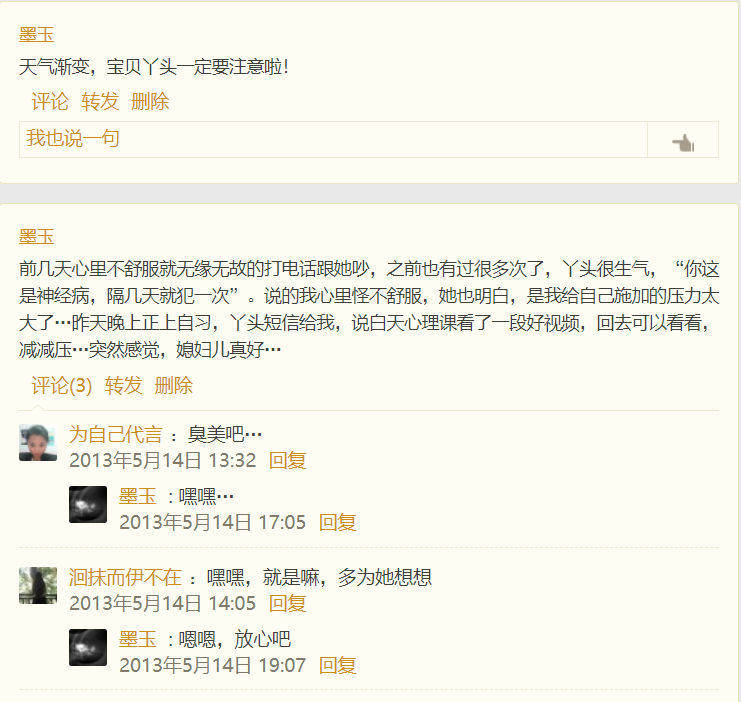 墨玉
天气渐变，宝贝丫头一定要注意啦！
评论 转发 删除
我也说一句
墨玉
前几天心里不舒服就无缘无故的打电话跟她吵，之前也有过很多次了，丫头很生气，“你这
是神经病，隔几天就犯一次”。说的我心里怪不舒服，她也明白，是我给自己施加的压力太
大了…昨天晚上正上自习，丫头短信给我，说白天心理课看了一段好视频，回去可以看看，
减减压…突然感觉，媳妇儿真好…
评论(3) 转发 删除
为自己代言 ：臭美吧…
2013年5月14日 13:32 回复
墨玉 ：嘿嘿…
2013年5月14日 17:05 回复
洄抹而伊不在 ：嘿嘿，就是嘛，多为她想想
2013年5月14日 14:05 回复
墨玉 ：嗯嗯，放心吧
2013年5月14日 19:07 回复